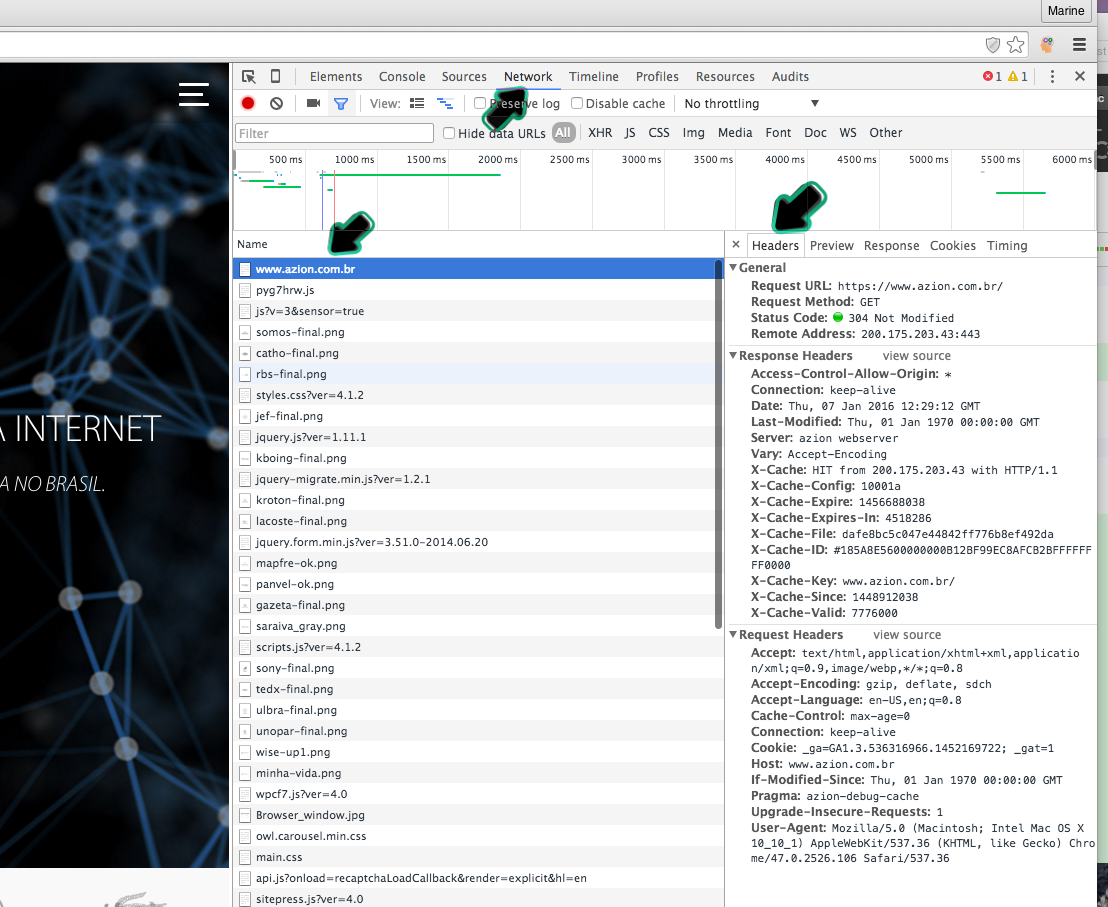 Marine
Elements Console Sources Network Timeline Profiles Resources Audits 1 1
View: Preserve log Disable cache No throttling
Filter Hide data URLs All XHR JS CSS Img Media Font Doc WS Other
500 ms 1000 ms 1500 ms 2000 ms 2500 ms 3000 ms 3500 ms 4000 ms 4500 ms 5000 ms 5500 ms 6000 ms
A INTERNET
A NO BRASIL.
Name
www.azion.com.br
pyg7hrw.js
js?v=3&sensor=true
somos-final.png
catho-final.png
rbs-final.png
styles.css?ver=4.1.2
jef-final.png
jquery.js?ver=1.11.1
kboing-final.png
jquery-migrate.min.js?ver=1.2.1
kroton-final.png
lacoste-final.png
jquery.form.min.js?ver=3.51.0-2014.06.20
mapfre-ok.png
panvel-ok.png
gazeta-final.png
saraiva_gray.png
scripts.js?ver=4.1.2
sony-final.png
tedx-final.png
ulbra-final.png
unopar-final.png
wise-up1.png
minha-vida.png
wpcf7.js?ver=4.0
Browser_window.jpg
owl.carousel.min.css
main.css
api.js?onload=recaptchaLoadCallback&render=explicit&hl=en
sitepress.js?ver=4.0
× Headers Preview Response Cookies Timing
General
Request URL: https://www.azion.com.br/
Request Method: GET
Status Code: 304 Not Modified
Remote Address: 200.175.203.43:443
Response Headers view source
Access-Control-Allow-Origin: *
Connection: keep-alive
Date: Thu, 07 Jan 2016 12:29:12 GMT
Last-Modified: Thu, 01 Jan 1970 00:00:00 GMT
Server: azion webserver
Vary: Accept-Encoding
X-Cache: HIT from 200.175.203.43 with HTTP/1.1
X-Cache-Config: 10001a
X-Cache-Expire: 1456688038
X-Cache-Expires-In: 4518286
X-Cache-File: dafe8bc5c047e44842ff776b8ef492da
X-Cache-ID: #185A8E5600000000B12BF99EC8AFCB2BFFFFFF
FF0000
X-Cache-Key: www.azion.com.br/
X-Cache-Since: 1448912038
X-Cache-Valid: 7776000
Request Headers view source
Accept: text/html,application/xhtml+xml,applicatio
n/xml;q=0.9,image/webp,*/*;q=0.8
Accept-Encoding: gzip, deflate, sdch
Accept-Language: en-US,en;q=0.8
Cache-Control: max-age=0
Connection: keep-alive
Cookie: _ga=GA1.3.536316966.1452169722; _gat=1
Host: www.azion.com.br
If-Modified-Since: Thu, 01 Jan 1970 00:00:00 GMT
Pragma: azion-debug-cache
Upgrade-Insecure-Requests: 1
User-Agent: Mozilla/5.0 (Macintosh; Intel Mac OS X
10_10_1) AppleWebKit/537.36 (KHTML, like Gecko) Chro
me/47.0.2526.106 Safari/537.36